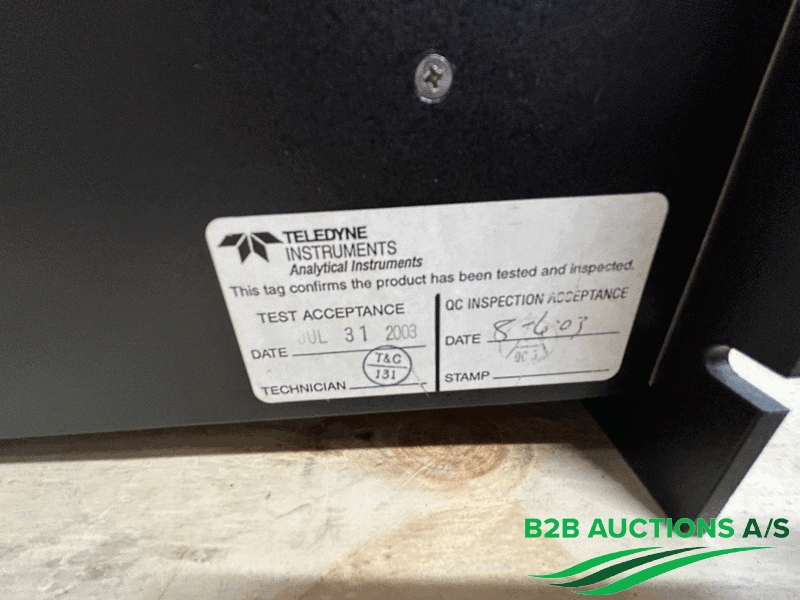 TELEDYNE
INSTRUMENTS
Analytical Instruments
This tag confirms the product has been tested and inspected.
TEST ACCEPTANCE
JUL 31 2003
DATE
T&C
131
TECHNICIAN
QC INSPECTION ACCEPTANCE
DATE 8-6-03
QC
STAMP
B2B AUCTIONS A/S